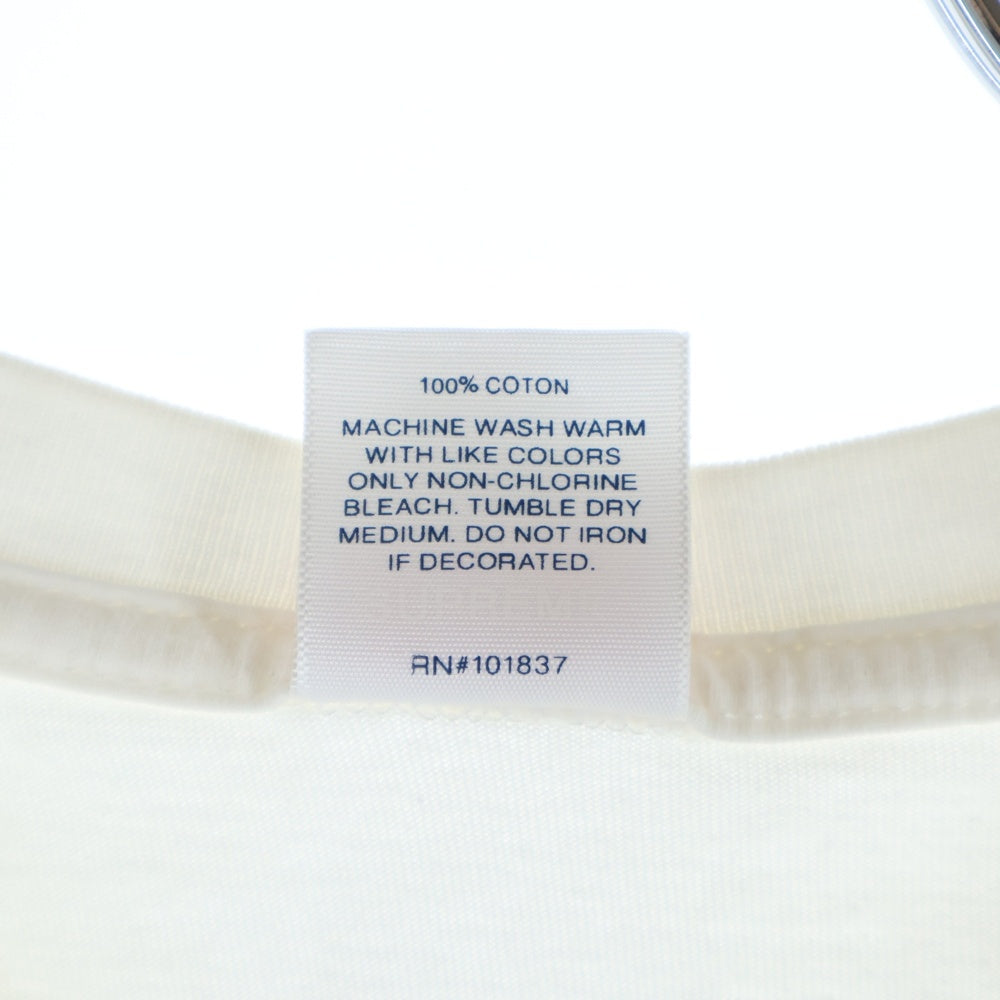 100% COTON
MACHINE WASH WARM
WITH LIKE COLORS
ONLY NON-CHLORINE
BLEACH. TUMBLE DRY
MEDIUM. DO NOT IRON
IF DECORATED.
SUPREME
RN#101837